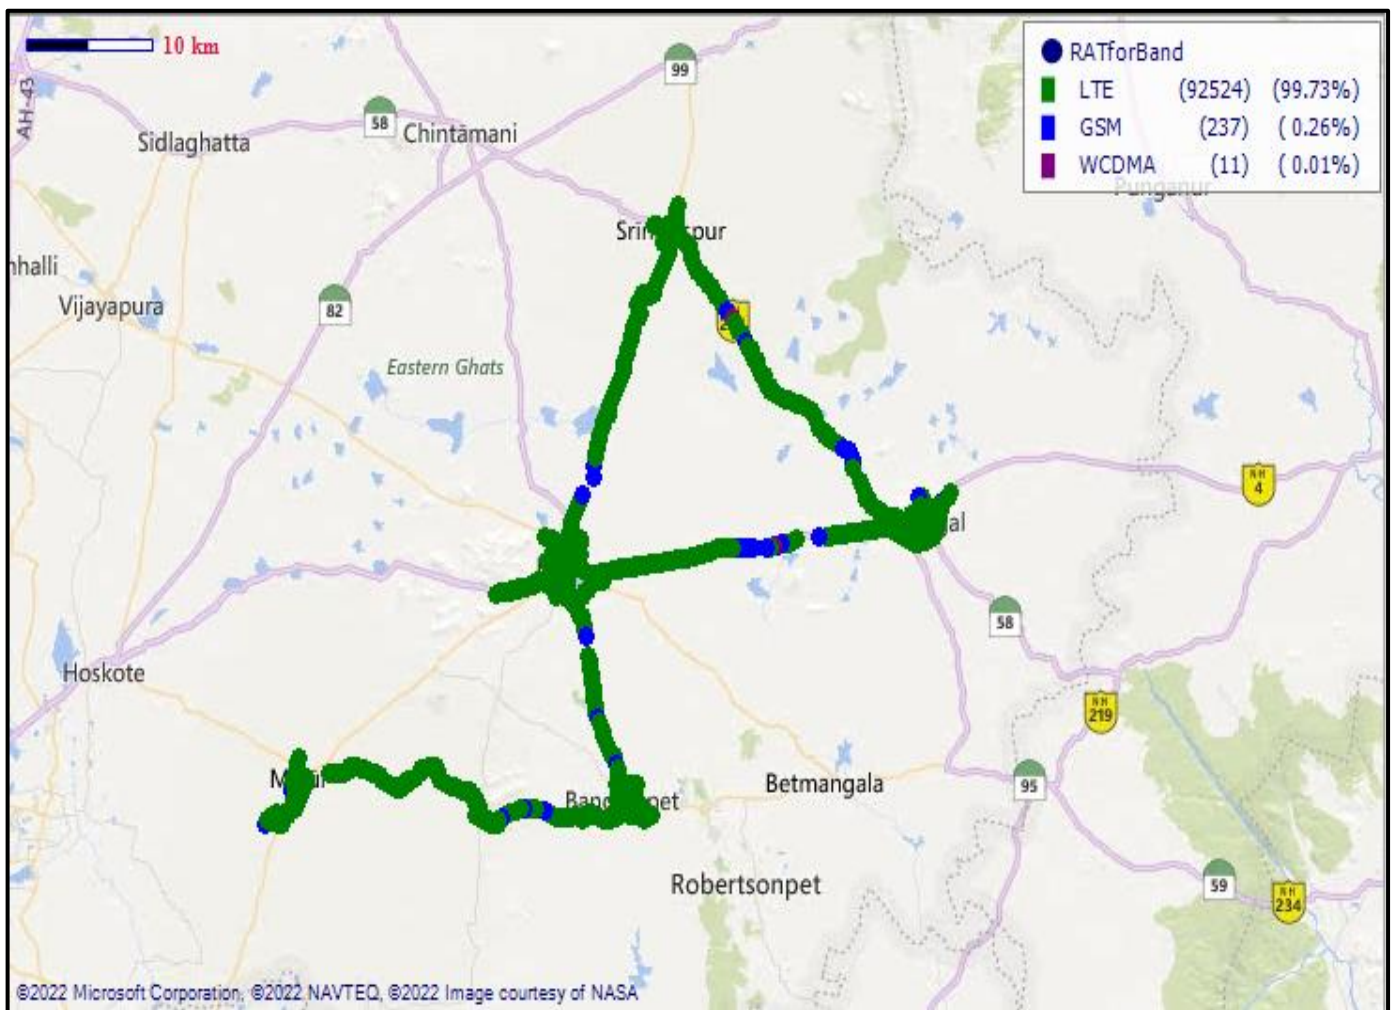 10 km
RATforBand
LTE (92524) (99.73%)
GSM (237) ( 0.26%)
WCDMA (11) ( 0.01%)
AH-43
99
58
Chintāmani
Sidlaghatta
Punganur
Vijayapura
82
Eastern Ghats
NH
4
58
Hoskote
NH
219
Betmangala
95
Robertsonpet
59
NH
234
©2022 Microsoft Corporation, ©2022 NAVTEQ, ©2022 Image courtesy of NASA